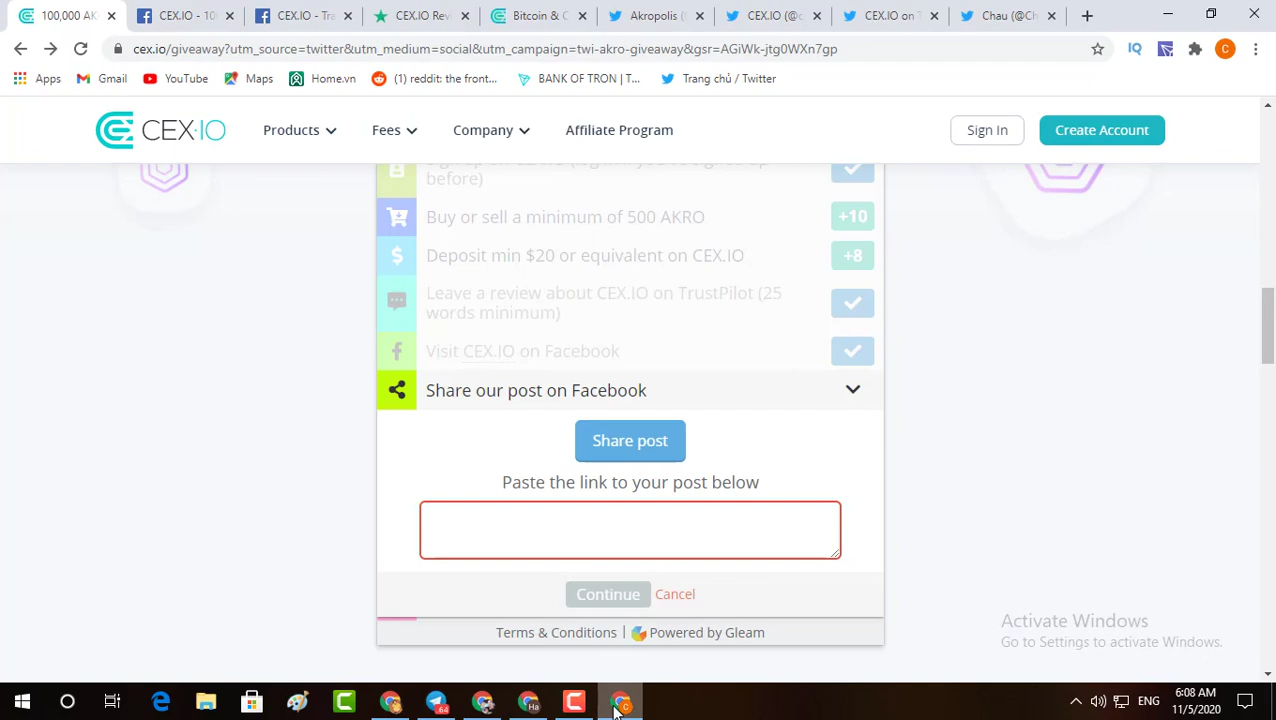 100,000 AK
CEX.IO - 10
CEX.IO - Tra
CEX.IO Rev
Bitcoin & C
Akropolis (
CEX.IO (@c
CEX.IO on T
Chau (@Ch
cex.io/giveaway?utm_source=twitter&utm_medium=social&utm_campaign=twi-akro-giveaway&gsr=AGiWk-jtg0WXn7gp
IQ
C
Apps
Gmail
YouTube
Maps
Home.vn
(1) reddit: the front...
BANK OF TRON | T...
Trang chủ / Twitter
CEX.IO
Products
Fees
Company
Affiliate Program
Sign In
Create Account
before)
Buy or sell a minimum of 500 AKRO
+10
Deposit min $20 or equivalent on CEX.IO
+8
Leave a review about CEX.IO on TrustPilot (25
words minimum)
Visit CEX.IO on Facebook
Share our post on Facebook
Share post
Paste the link to your post below
Continue
Cancel
Terms & Conditions | Powered by Gleam
Activate Windows
Go to Settings to activate Windows.
ENG
6:08 AM
11/5/2020